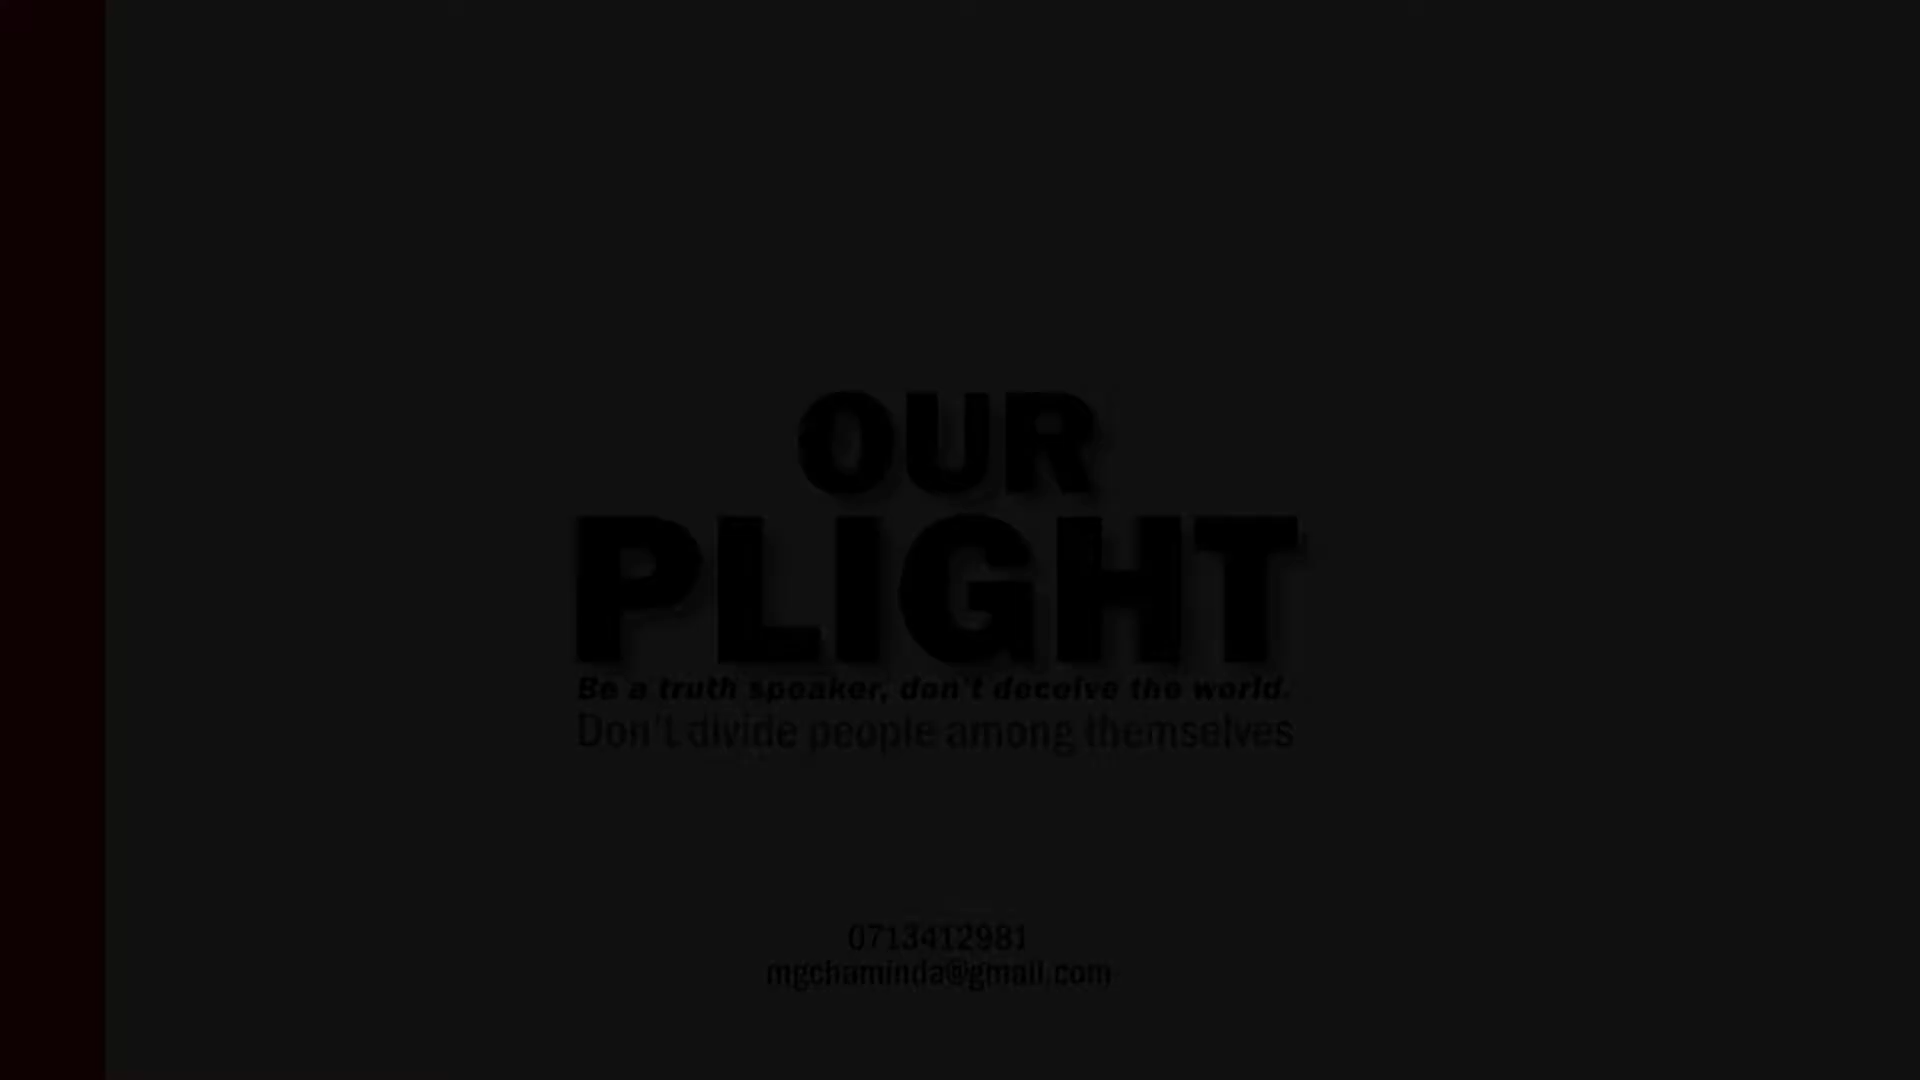 OUR
PLIGHT
Be a truth speaker, don't deceive the world.
Don't divide people among themselves
0713412981
mgchaminda@gmail.com